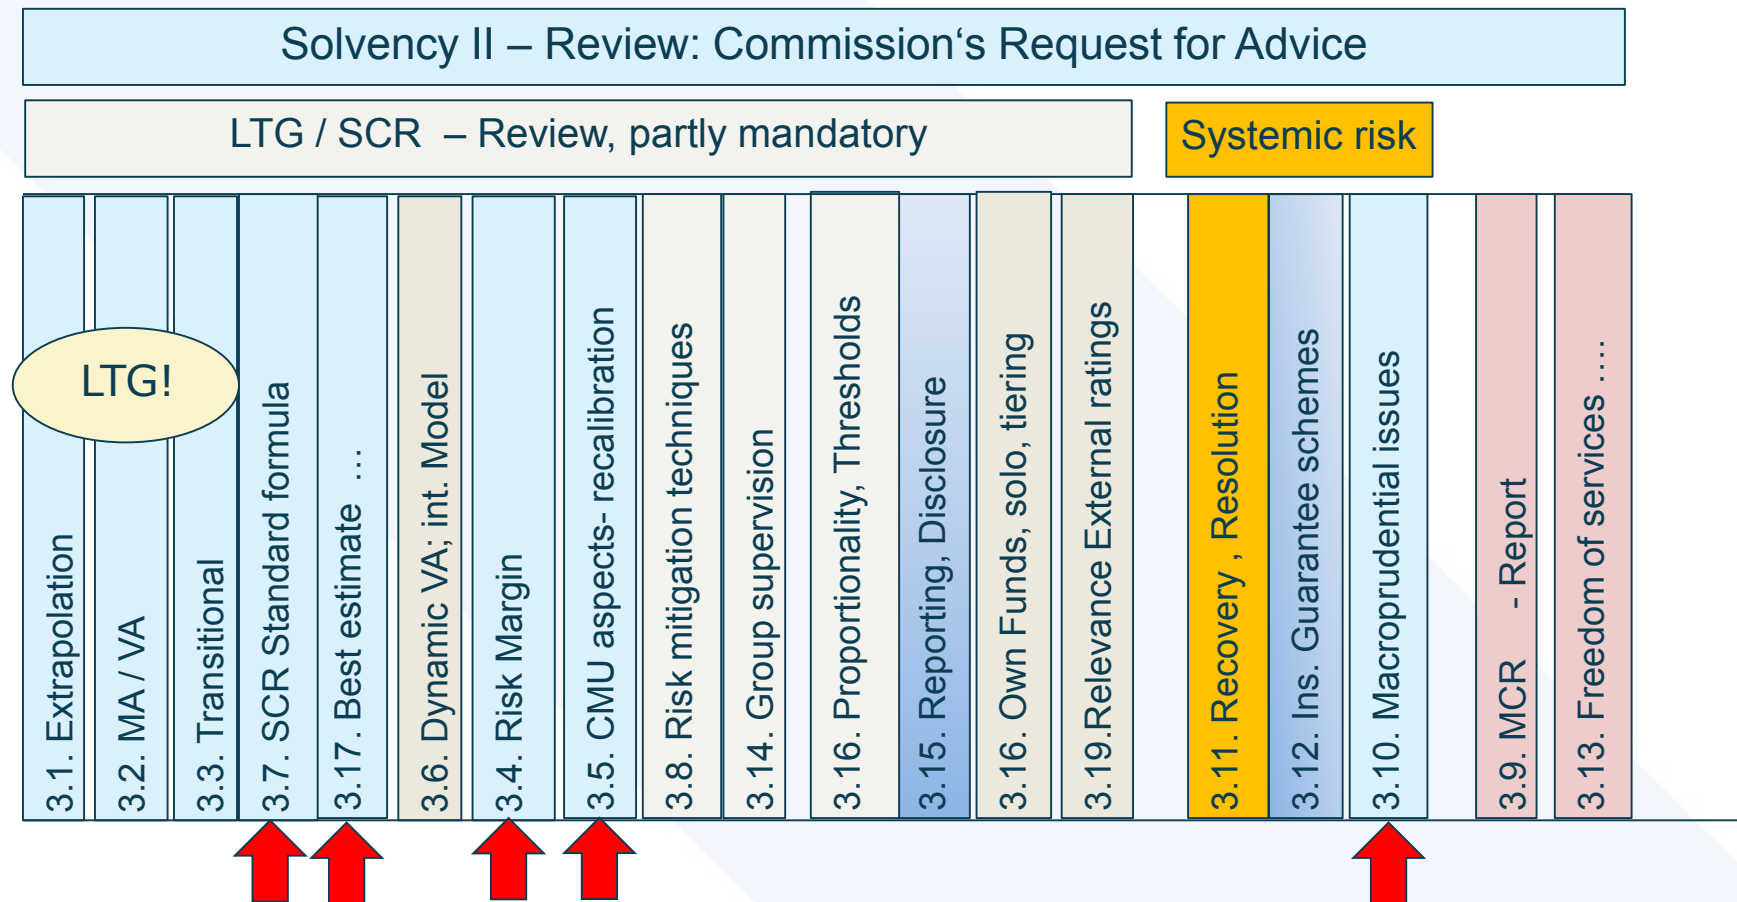 Solvency II – Review: Commission‘s Request for Advice
LTG / SCR – Review, partly mandatory
Systemic risk
LTG!
3.1. Extrapolation
3.2. MA / VA
3.3. Transitional
3.7. SCR Standard formula
3.17. Best estimate …
3.6. Dynamic VA; int. Model
3.4. Risk Margin
3.5. CMU aspects- recalibration
3.8. Risk mitigation techniques
3.14. Group supervision
3.16. Proportionality, Thresholds
3.15. Reporting, Disclosure
3.16. Own Funds, solo, tiering
3.19.Relevance External ratings
3.11. Recovery , Resolution
3.12. Ins. Guarantee schemes
3.10. Macroprudential issues
3.9. MCR - Report
3.13. Freedom of services ….